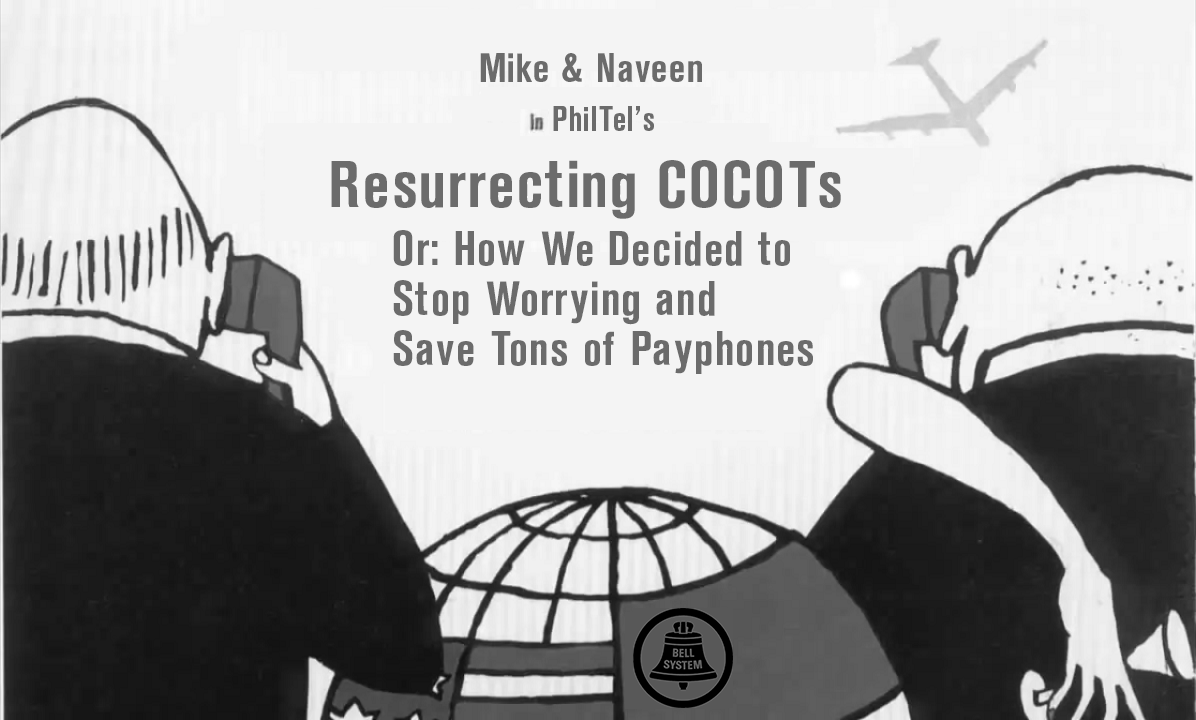 Mike & Naveen
in PhilTel's
Resurrecting COCOTs
Or: How We Decided to
Stop Worrying and
Save Tons of Payphones
BELL
SYSTEM